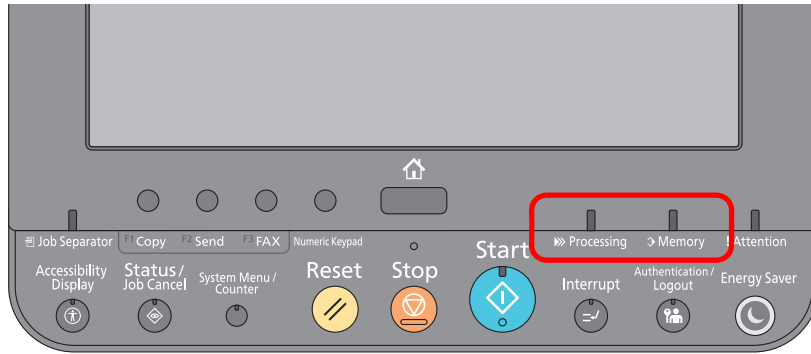 Job Separator
F1 Copy F2 Send F3 FAX
Numeric Keypad
Processing
Memory
! Attention
Accessibility
Display
Status /
Job Cancel
System Menu /
Counter
Reset
Stop
Start
Interrupt
Authentication /
Logout
Energy Saver